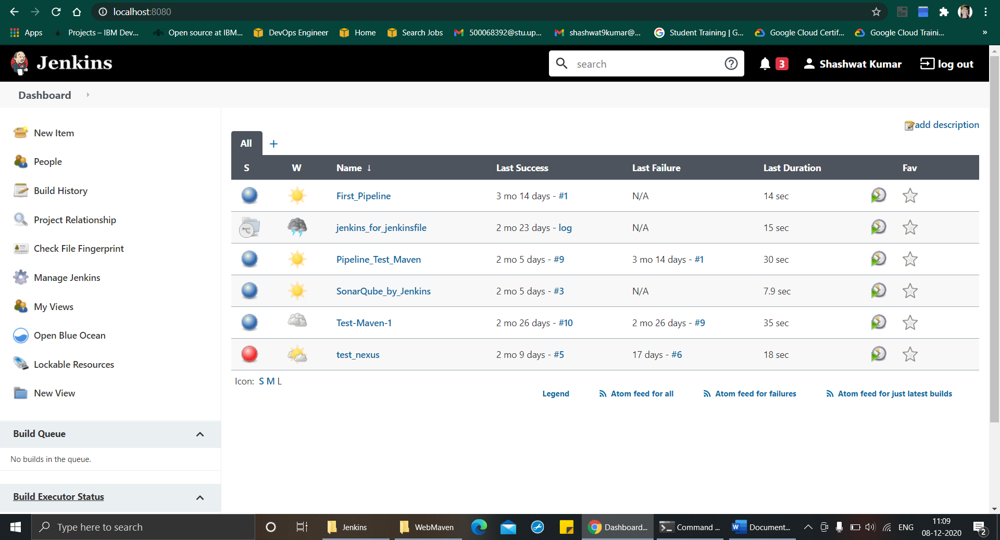 localhost:8080
Apps Projects – IBM Dev... Open source at IBM... DevOps Engineer Home Search Jobs 500068392@stu.up... shashwat9kumar@... Student Training | G... Google Cloud Certif... Google Cloud Traini... »
Jenkins search 3 Shashwat Kumar log out
Dashboard
add description
New Item
People
Build History
Project Relationship
Check File Fingerprint
Manage Jenkins
My Views
Open Blue Ocean
Lockable Resources
New View
Build Queue
No builds in the queue.
Build Executor Status
All +
S W Name ↓ Last Success Last Failure Last Duration Fav
First_Pipeline 3 mo 14 days - #1 N/A 14 sec
jenkins_for_jenkinsfile 2 mo 23 days - log N/A 15 sec
Pipeline_Test_Maven 2 mo 5 days - #9 3 mo 14 days - #1 30 sec
SonarQube_by_Jenkins 2 mo 5 days - #3 N/A 7.9 sec
Test-Maven-1 2 mo 26 days - #10 2 mo 26 days - #9 35 sec
test_nexus 2 mo 9 days - #5 17 days - #6 18 sec
Icon: S M L
Legend Atom feed for all Atom feed for failures Atom feed for just latest builds
Type here to search Jenkins WebMaven Dashboard... Command ... Document... ENG
11:09
08-12-2020
2